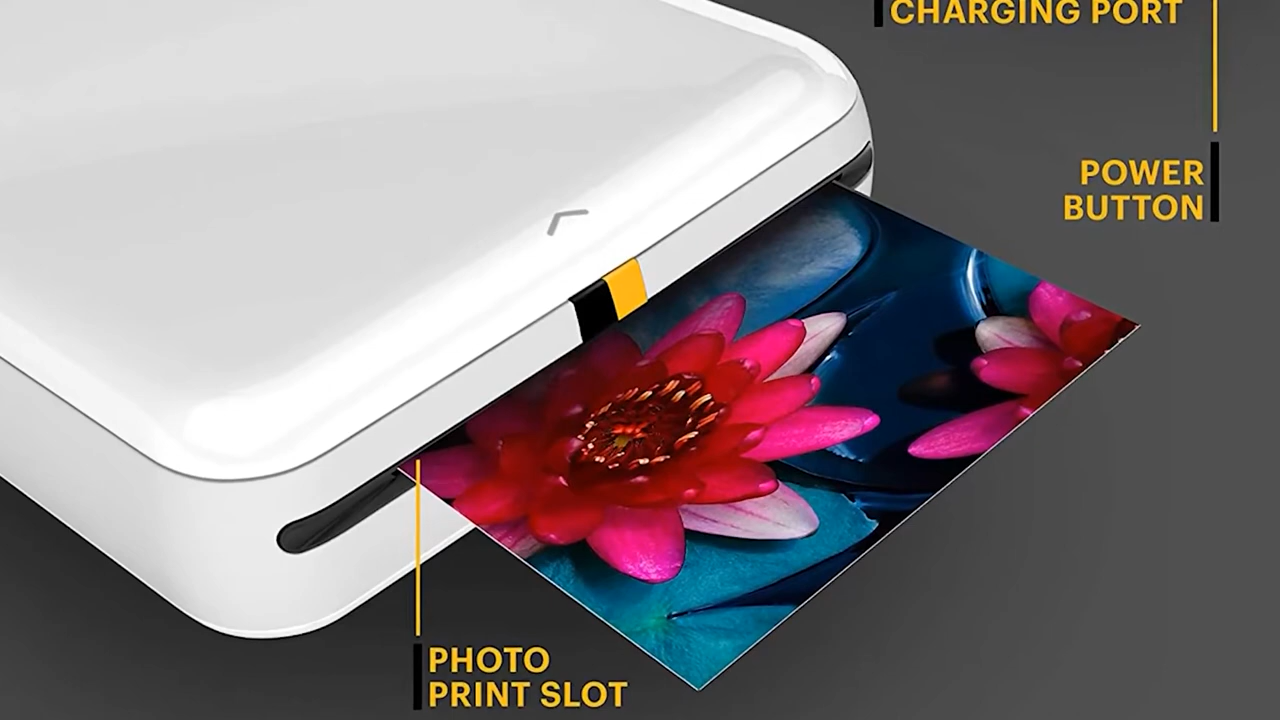 CHARGING PORT
POWER
BUTTON
PHOTO
PRINT SLOT